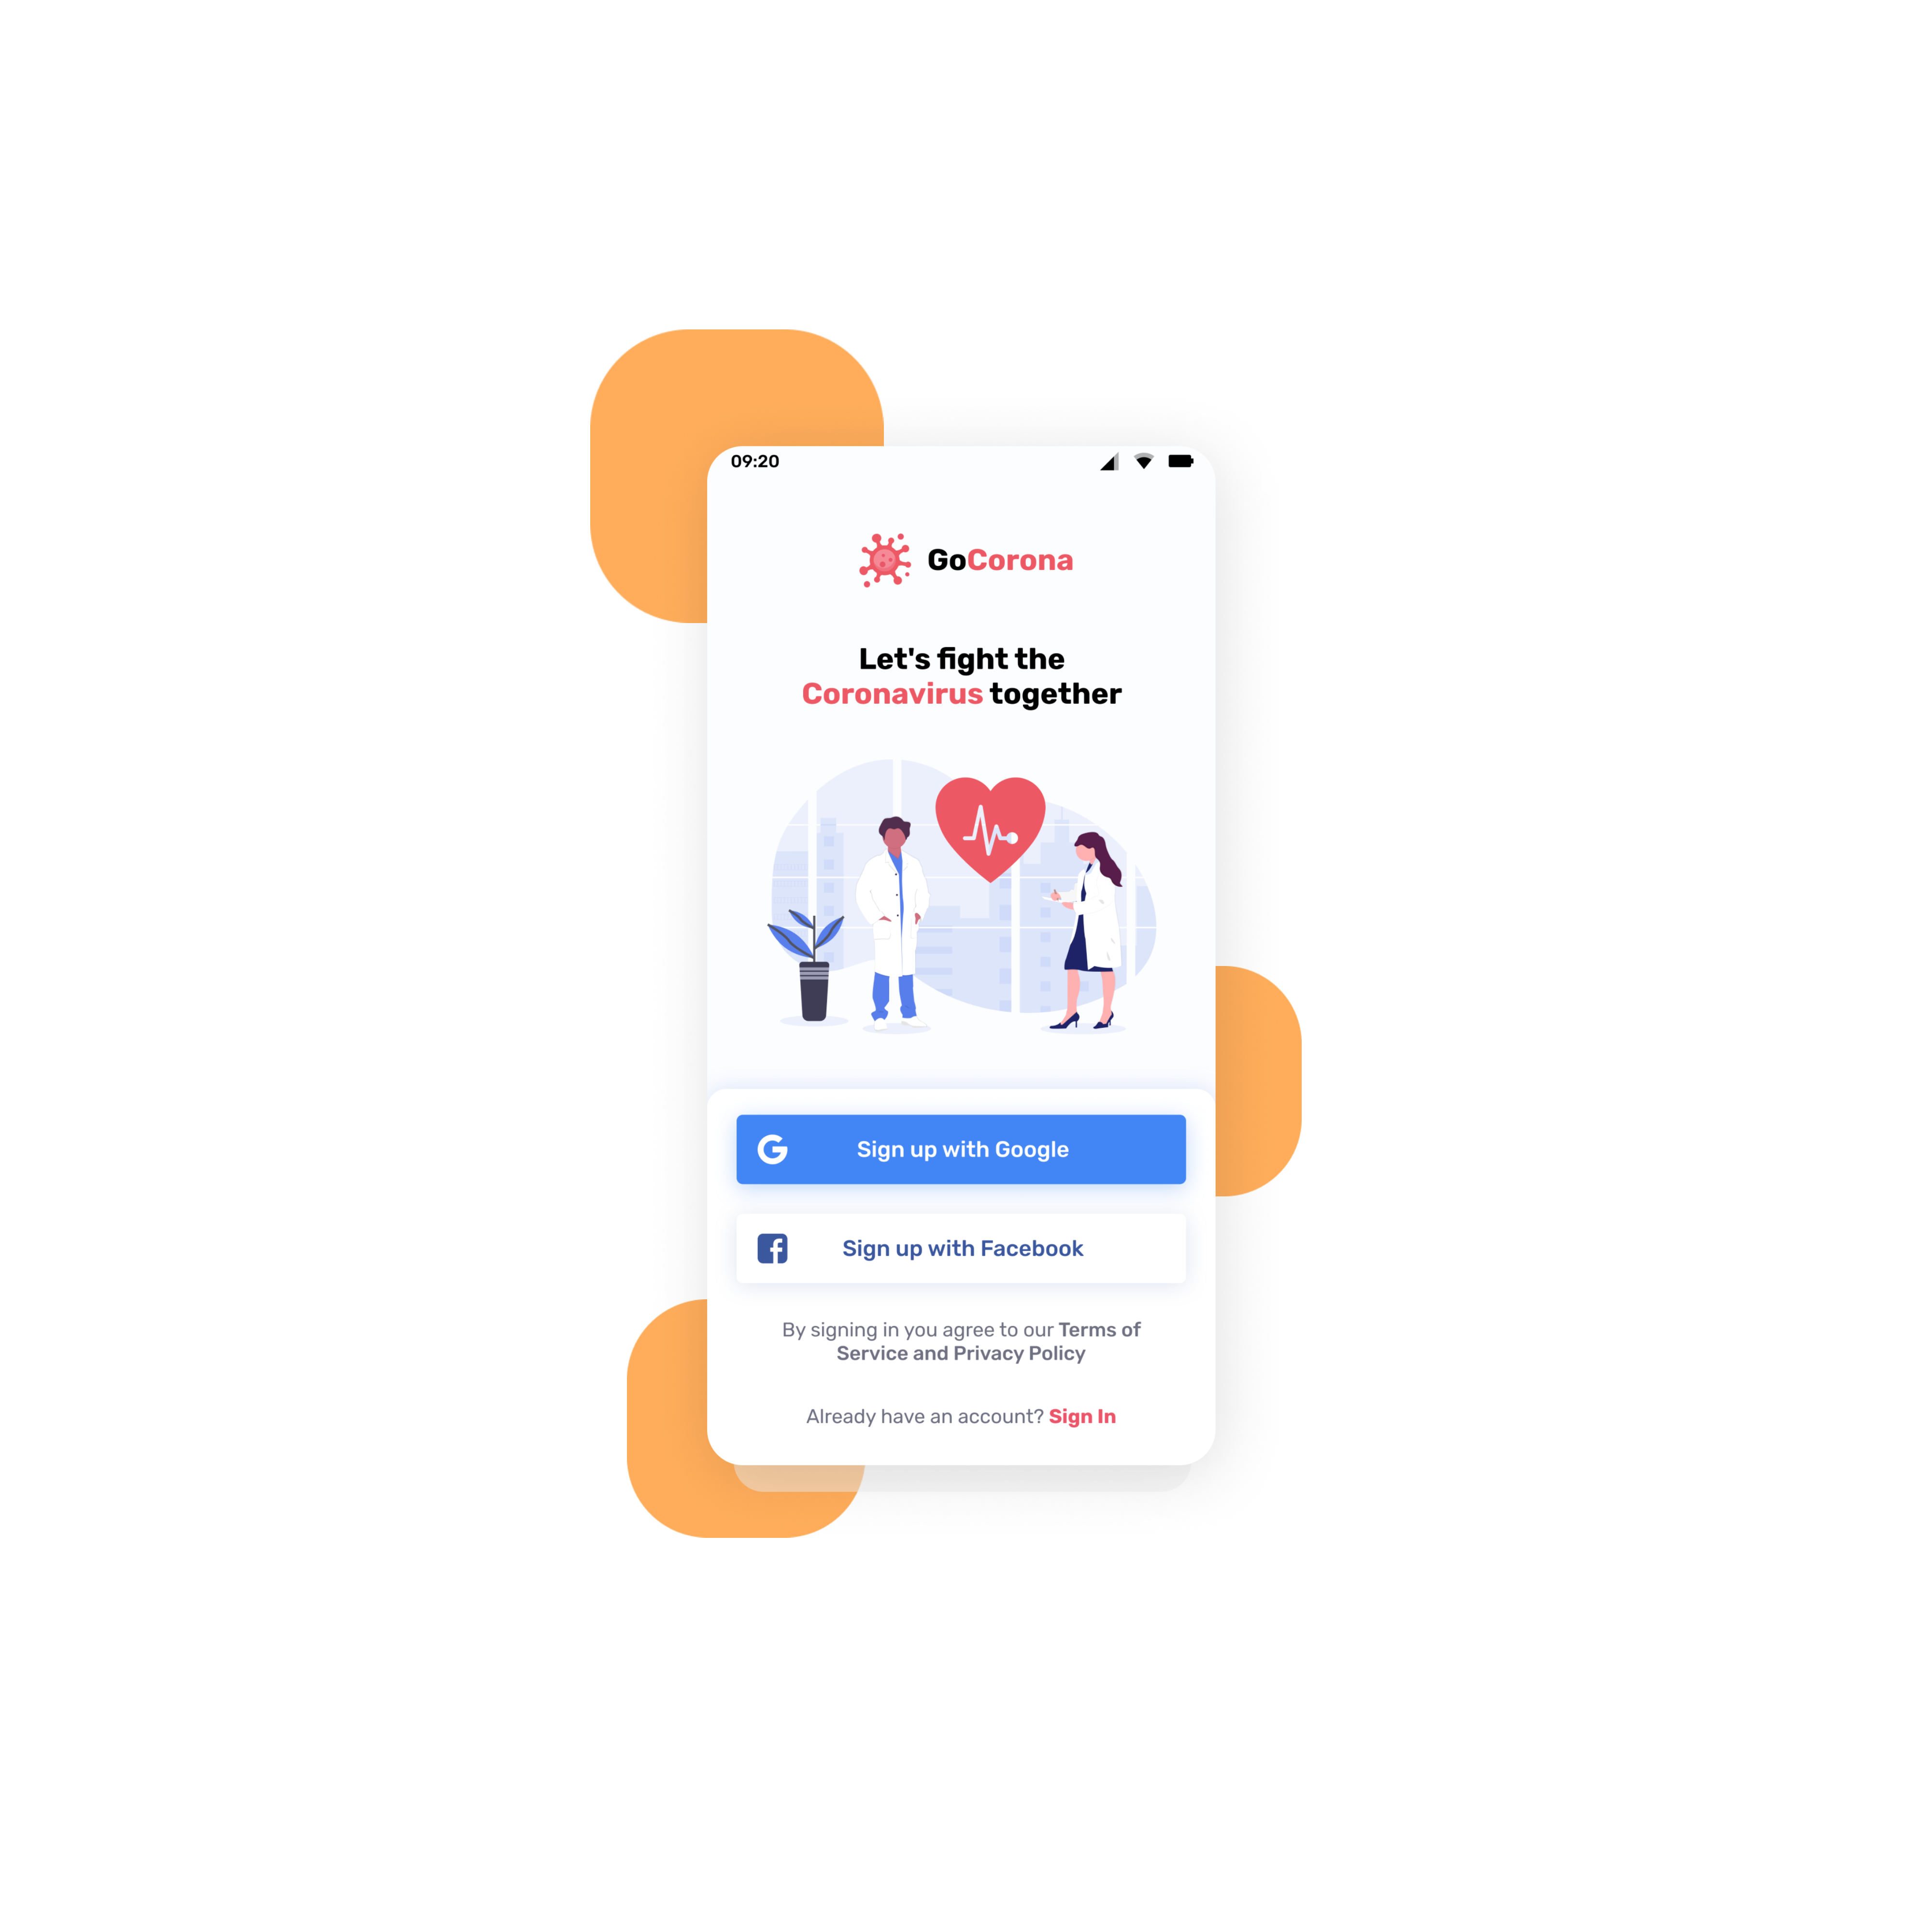 09:20
GoCorona
Let's fight the
Coronavirus together
Sign up with Google
Sign up with Facebook
By signing in you agree to our Terms of
Service and Privacy Policy
Already have an account? Sign In